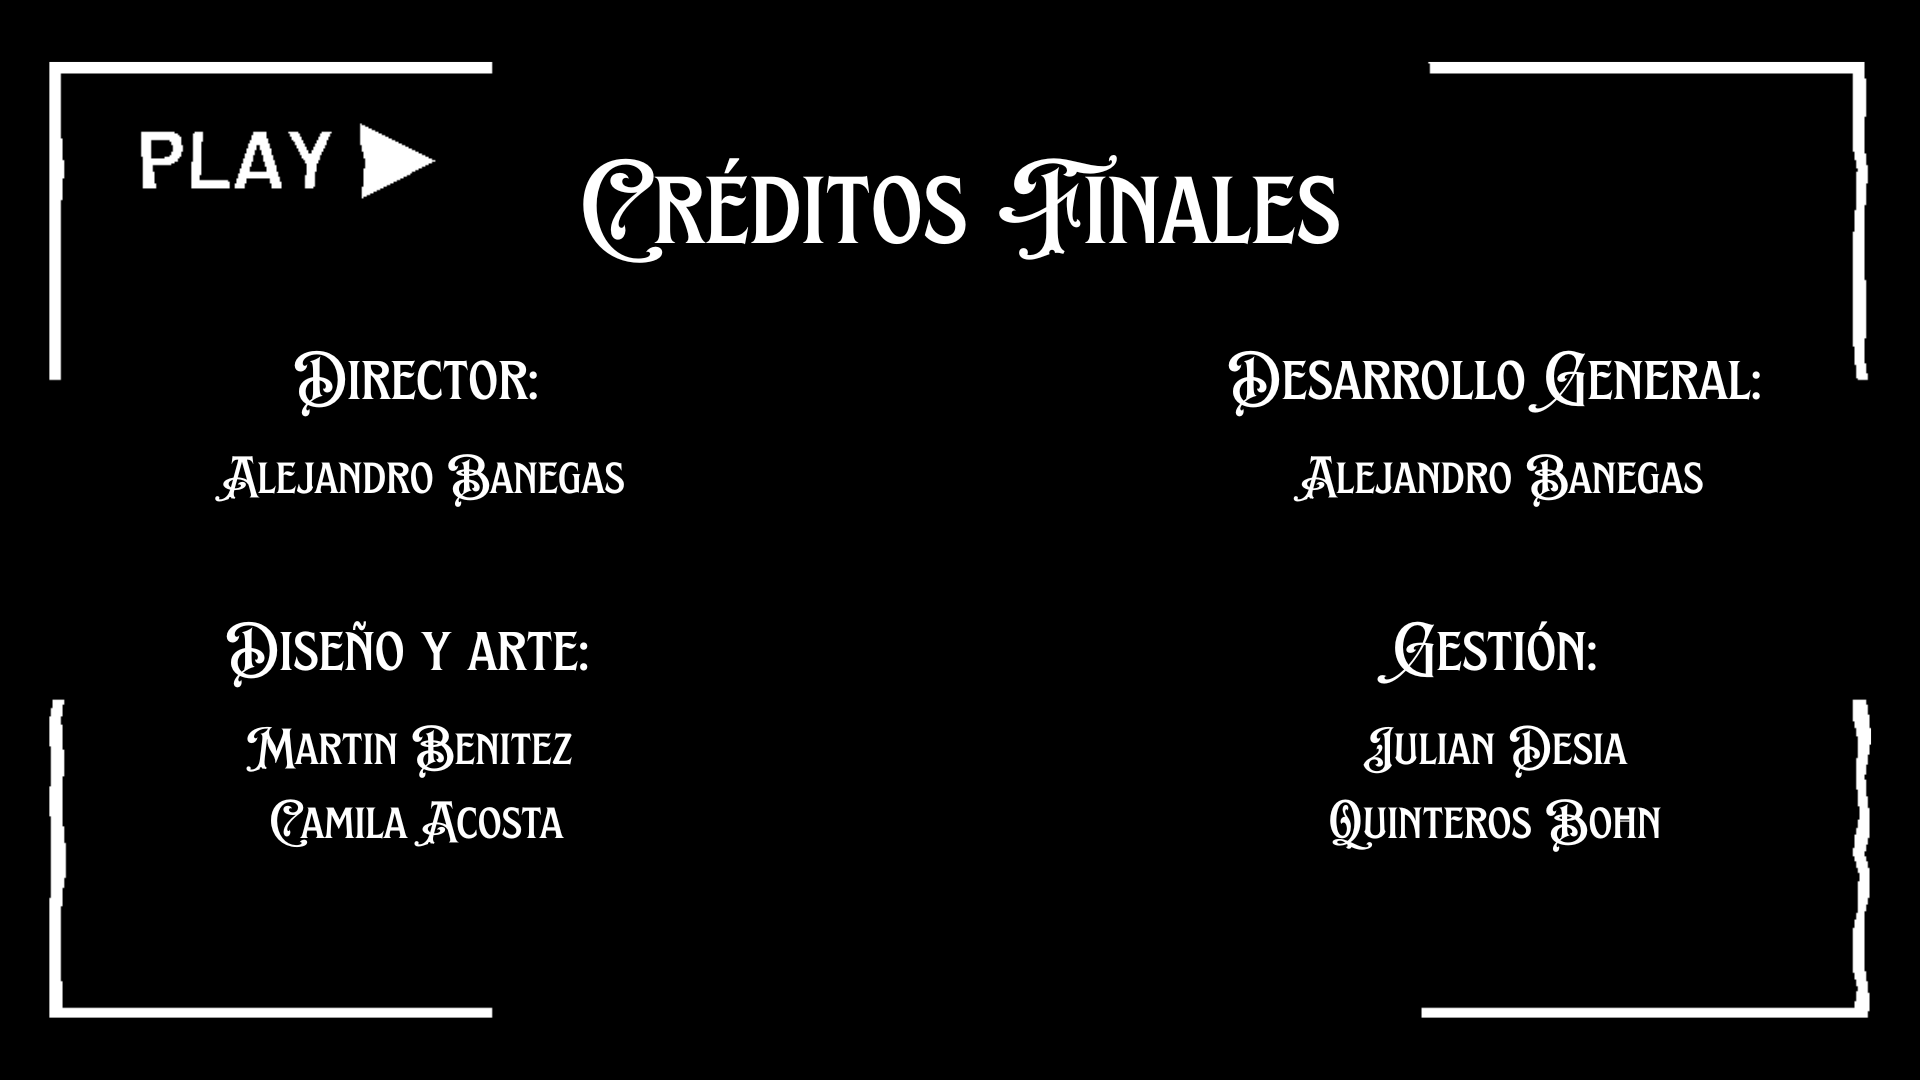 PLAY
Créditos Finales
Director:
Alejandro Banegas
Desarrollo General:
Alejandro Banegas
Diseño y arte:
Martin Benitez
Camila Acosta
Gestión:
Julian Desia
Quinteros Bohn